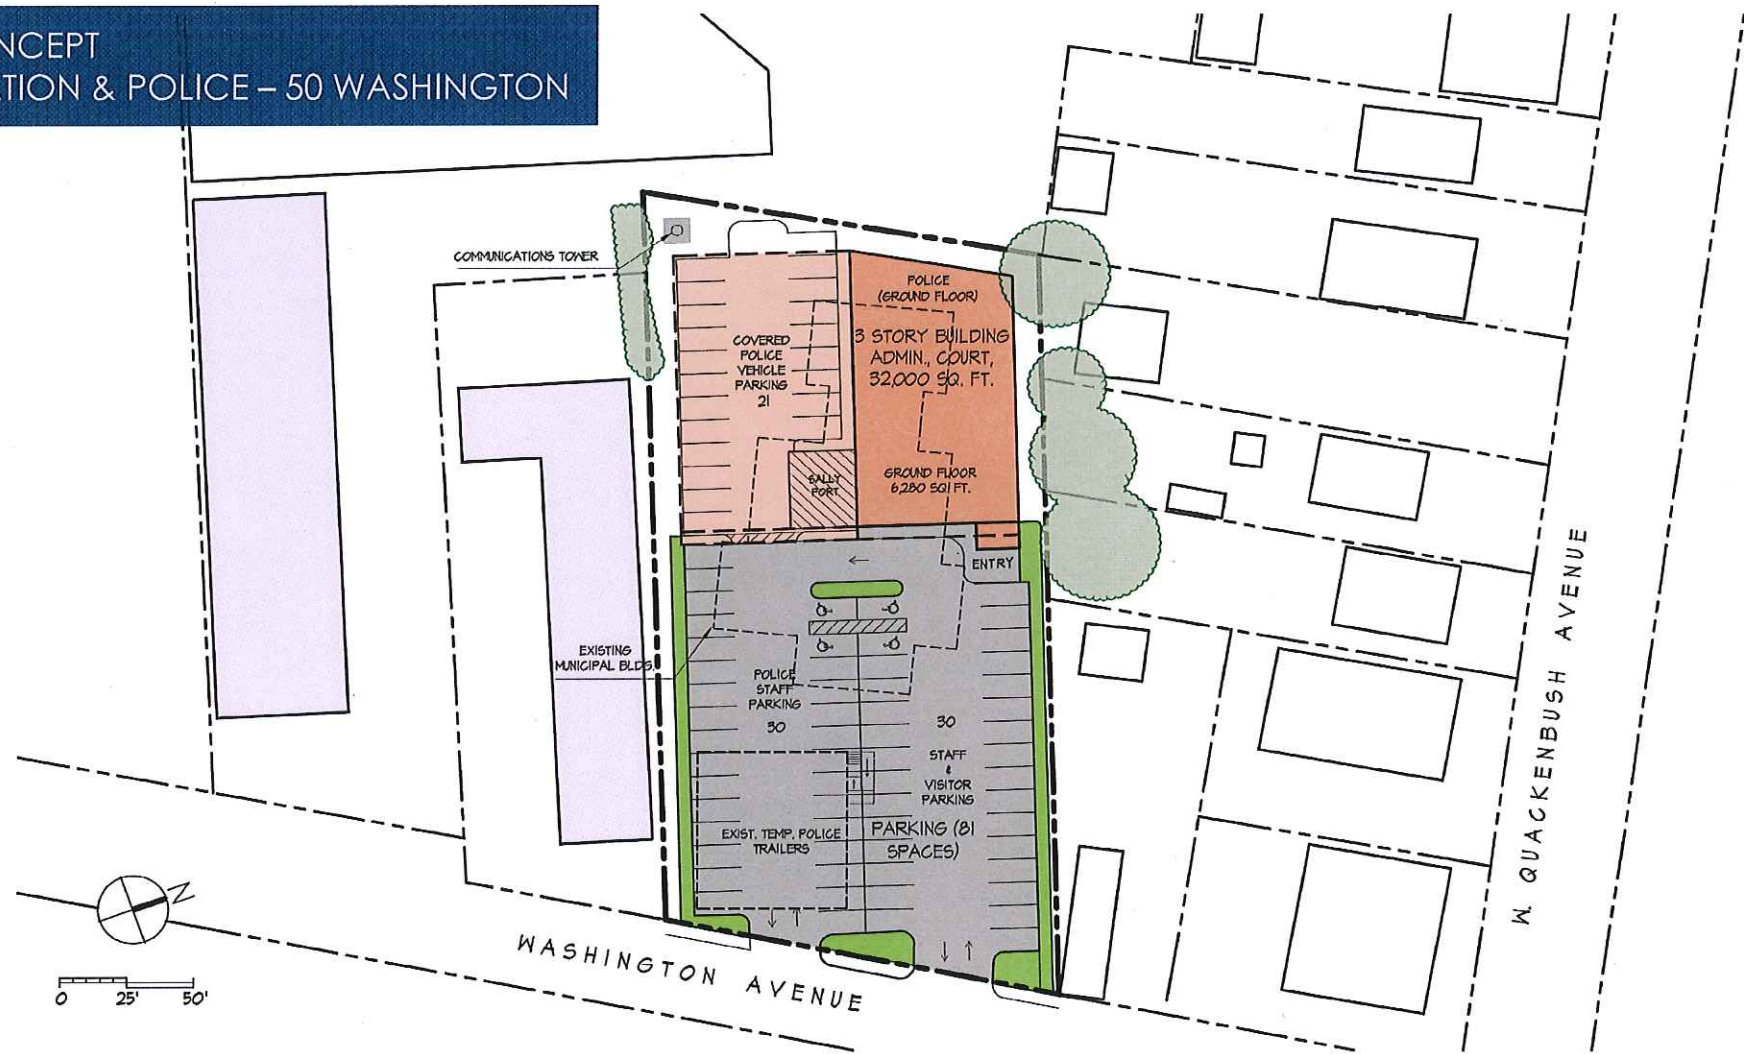 NCEPT
TION & POLICE – 50 WASHINGTON
COMMUNICATIONS TOWER
POLICE
(GROUND FLOOR)
3 STORY BUILDING
ADMIN., COURT,
32,000 SQ. FT.
COVERED
POLICE
VEHICLE
PARKING
21
SALLY
PORT
GROUND FLOOR
6,280 SQ. FT.
ENTRY
EXISTING
MUNICIPAL BLDG.
POLICE
STAFF
PARKING
30
30
STAFF
&
VISITOR
PARKING
PARKING (81
SPACES)
EXIST. TEMP. POLICE
TRAILERS
W. QUACKENBUSH AVENUE
WASHINGTON AVENUE
N
0 25' 50'